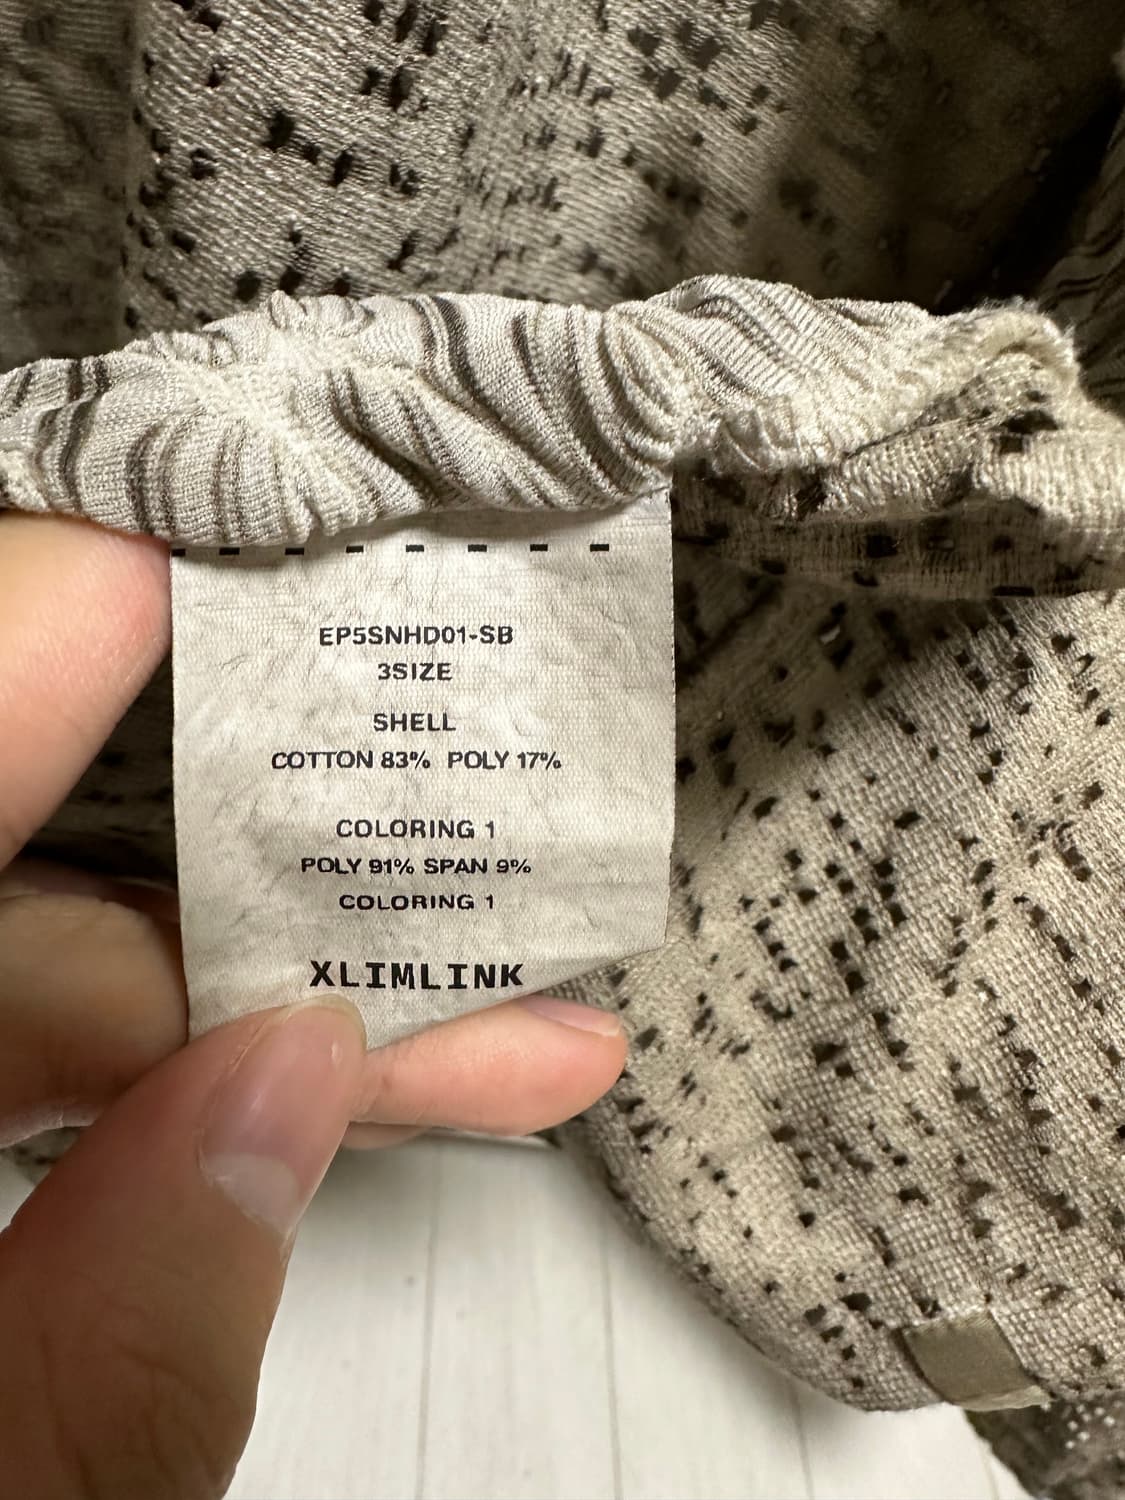 EP5SNHD01-SB
3SIZE
SHELL
COTTON 83% POLY 17%
COLORING 1
POLY 91% SPAN 9%
COLORING 1
XLIMLINK